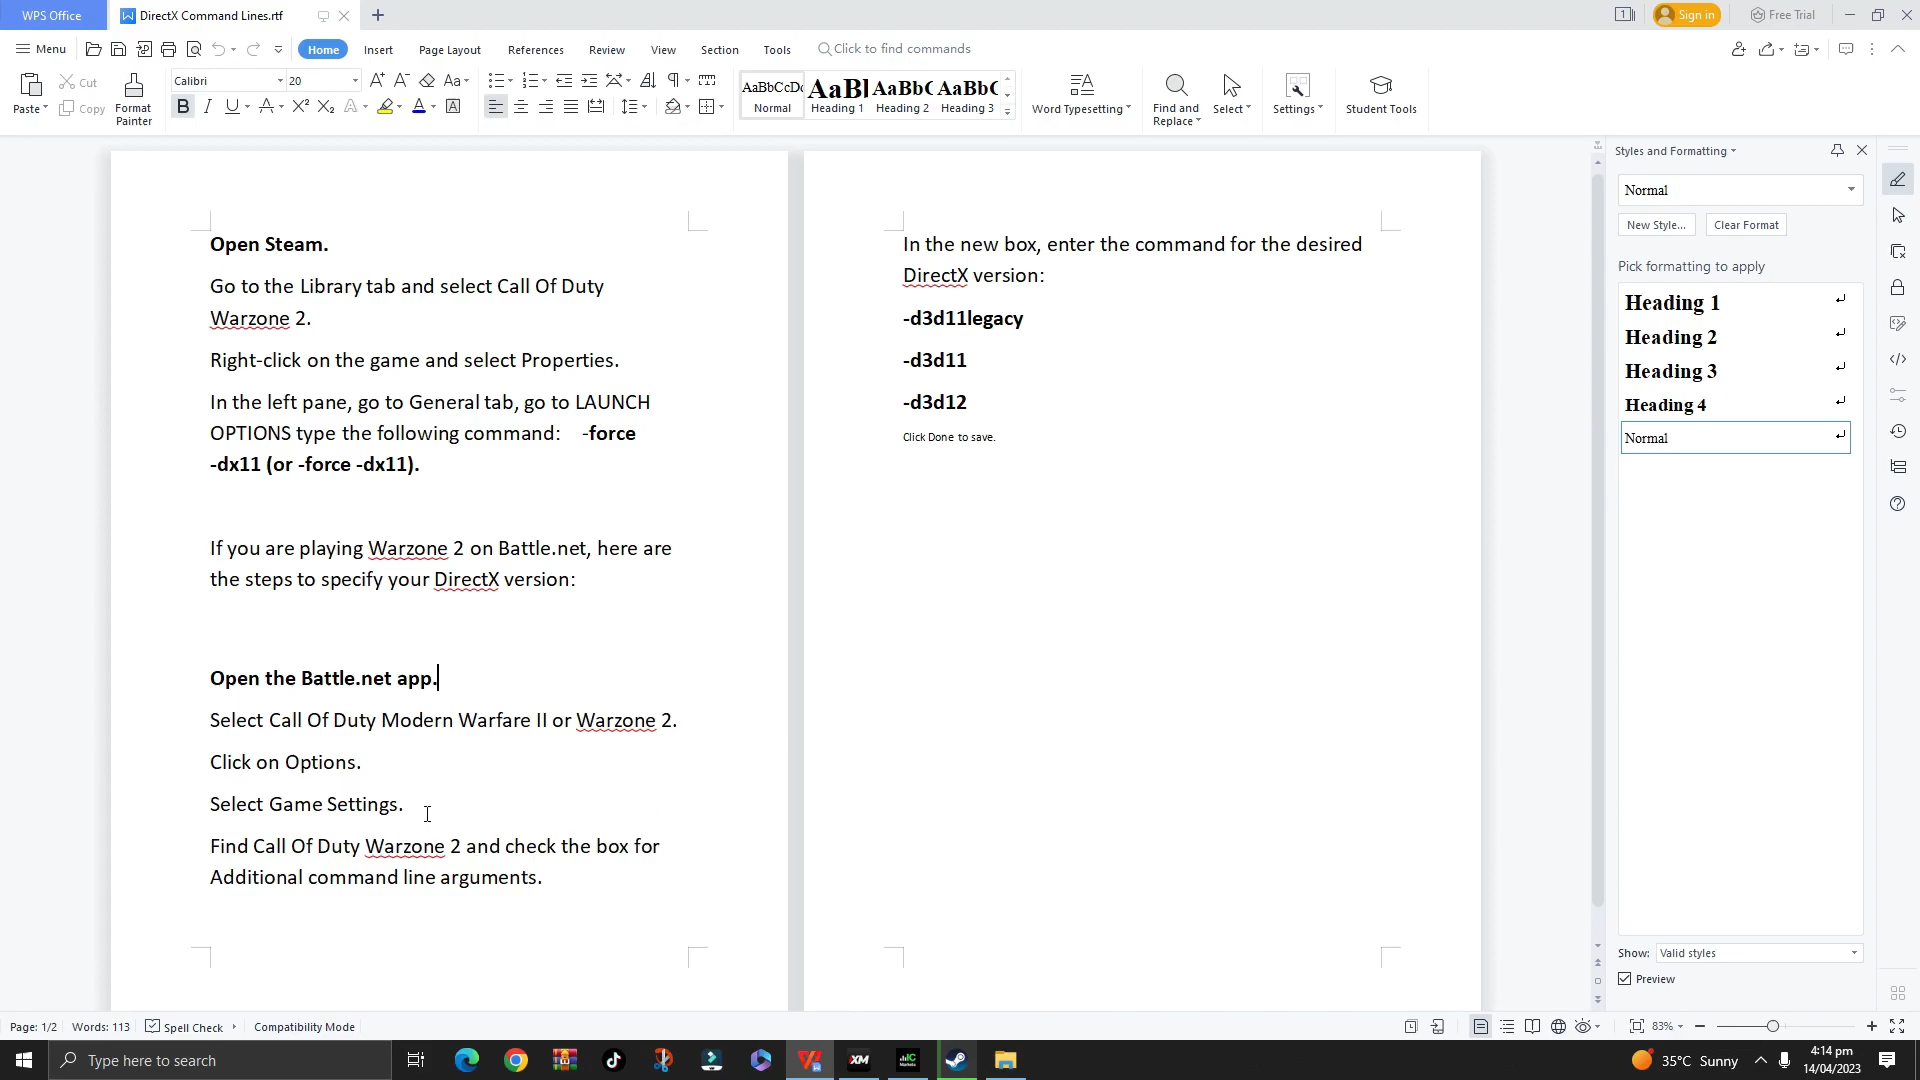 WPS Office
DirectX Command Lines.rtf
Sign in
Free Trial
Menu
Home
Insert
Page Layout
References
Review
View
Section
Tools
Click to find commands
Paste
Cut
Copy
Format
Painter
Calibri
20
AaBbCcDc
Normal
AaBl
Heading 1
AaBb(
Heading 2
AaBb(
Heading 3
Word Typesetting
Find and
Replace
Select
Settings
Student Tools
Open Steam.
Go to the Library tab and select Call Of Duty
Warzone 2.
Right-click on the game and select Properties.
In the left pane, go to General tab, go to LAUNCH
OPTIONS type the following command: -force
-dx11 (or -force -dx11).
If you are playing Warzone 2 on Battle.net, here are
the steps to specify your DirectX version:
Open the Battle.net app.
Select Call Of Duty Modern Warfare II or Warzone 2.
Click on Options.
Select Game Settings.
Find Call Of Duty Warzone 2 and check the box for
Additional command line arguments.
In the new box, enter the command for the desired
DirectX version:
-d3d11legacy
-d3d11
-d3d12
Click Done to save.
Styles and Formatting
Normal
New Style...
Clear Format
Pick formatting to apply
Heading 1
Heading 2
Heading 3
Heading 4
Normal
Show:
Valid styles
Preview
Page: 1/2
Words: 113
Spell Check
Compatibility Mode
83%
Type here to search
XM
35°C Sunny
4:14 pm
14/04/2023